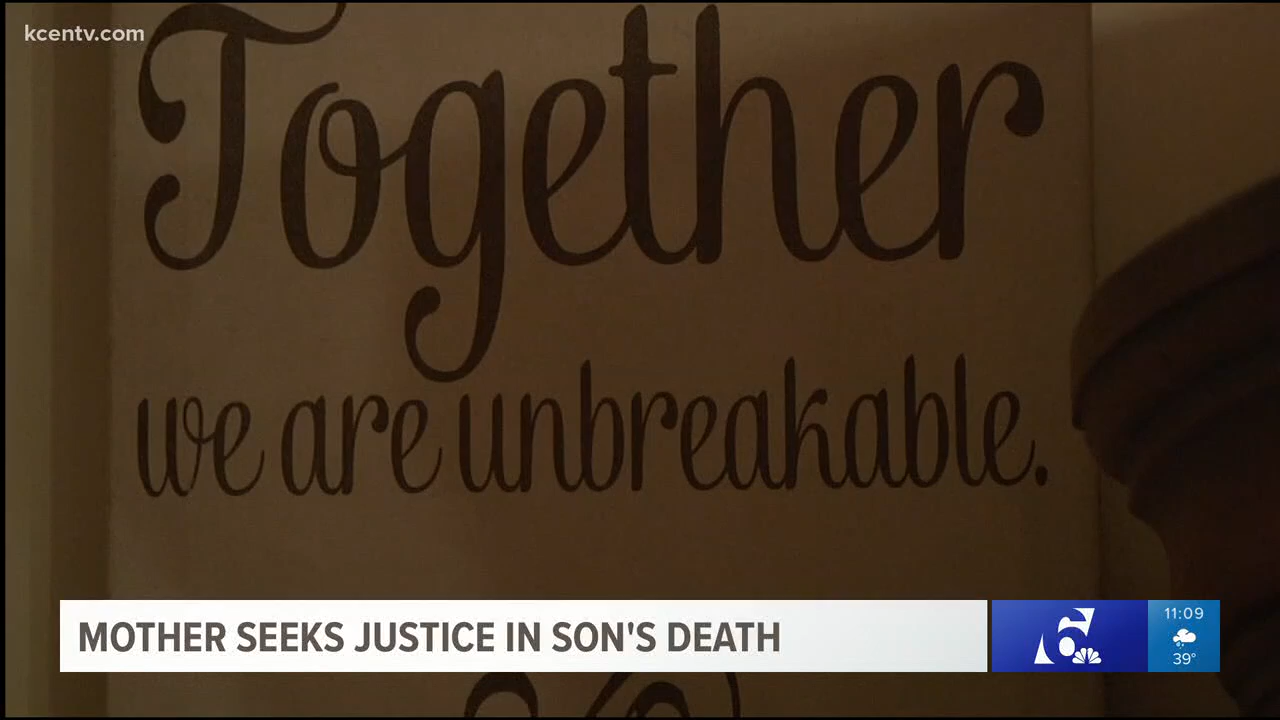 kcentv.com
Together
we are unbreakable.
MOTHER SEEKS JUSTICE IN SON'S DEATH
6
11:09
39°